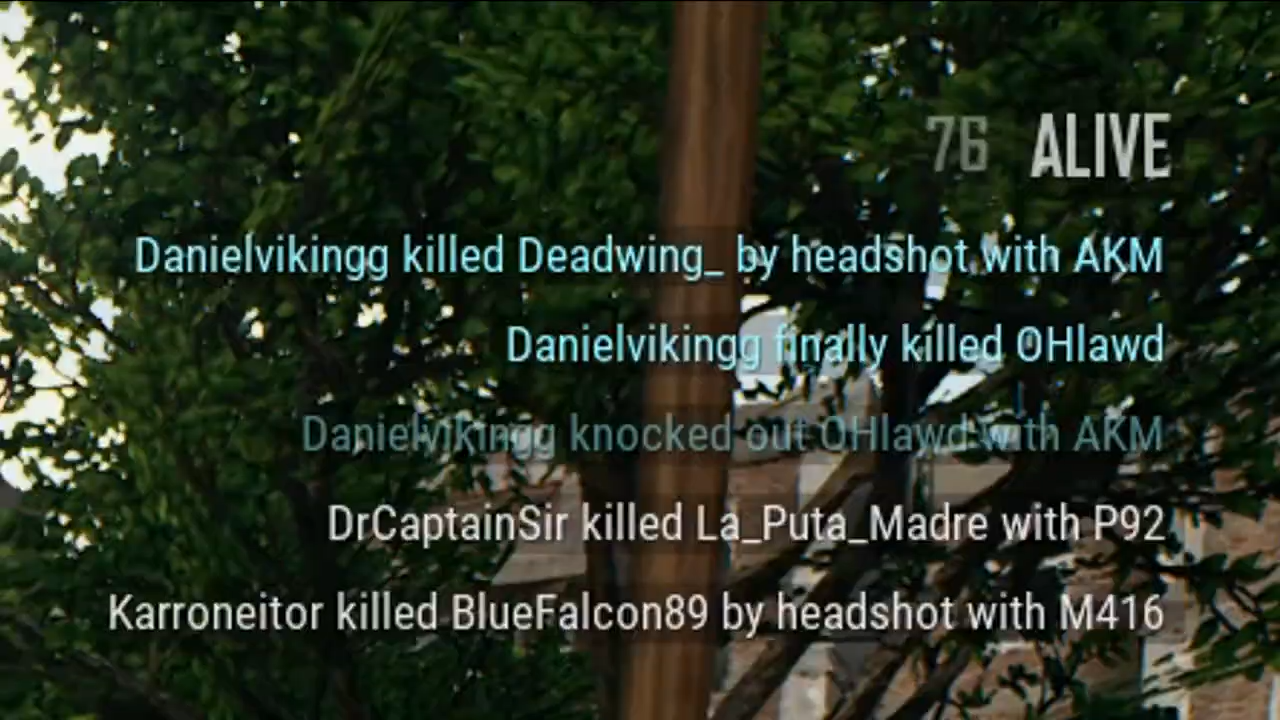 76 ALIVE
Danielvikingg killed Deadwing_ by headshot with AKM
Danielvikingg finally killed OHlawd
Danielvikingg knocked out OHlawd with AKM
DrCaptainSir killed La_Puta_Madre with P92
Karroneitor killed BlueFalcon89 by headshot with M416